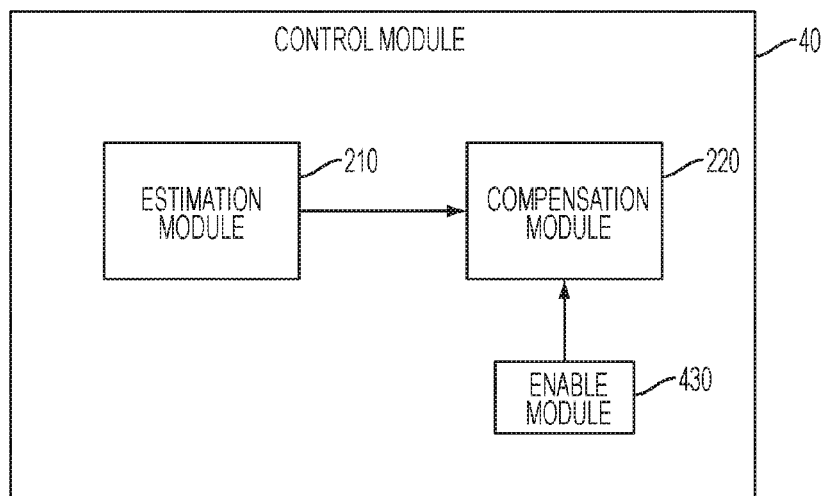 CONTROL MODULE
40
210
220
ESTIMATION
MODULE
COMPENSATION
MODULE
ENABLE
MODULE
430